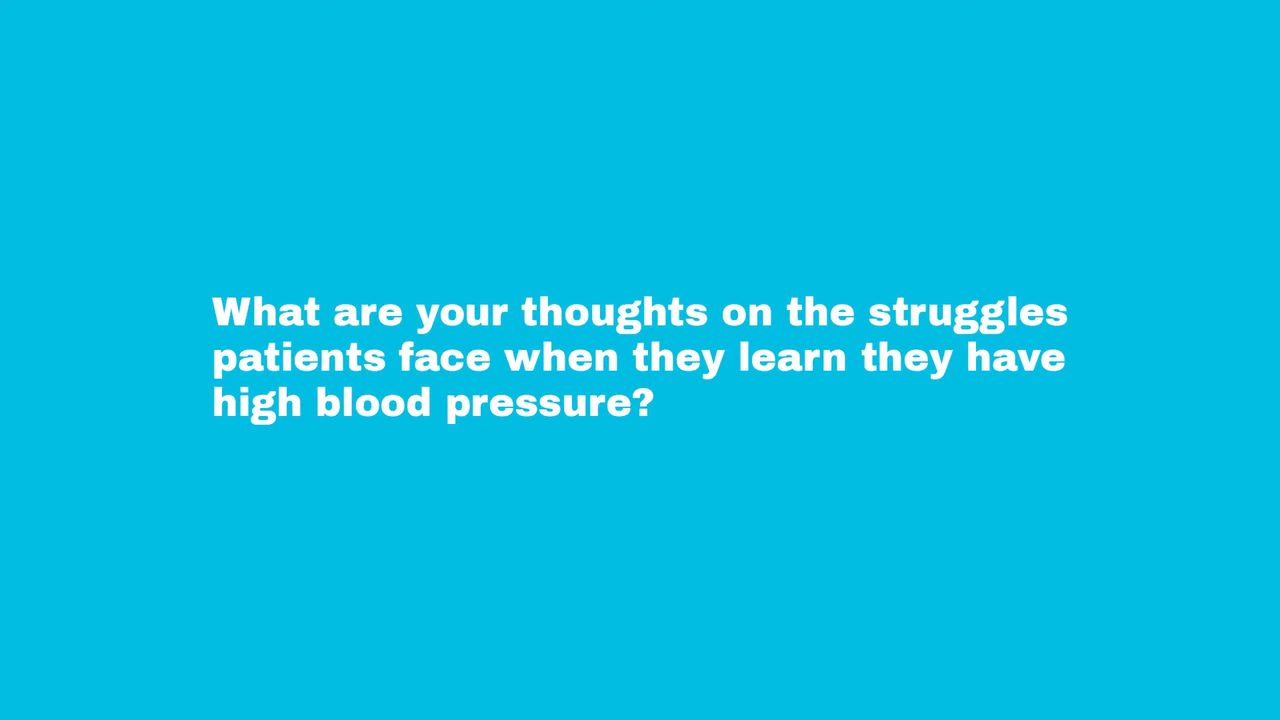 What are your thoughts on the struggles
patients face when they learn they have
high blood pressure?